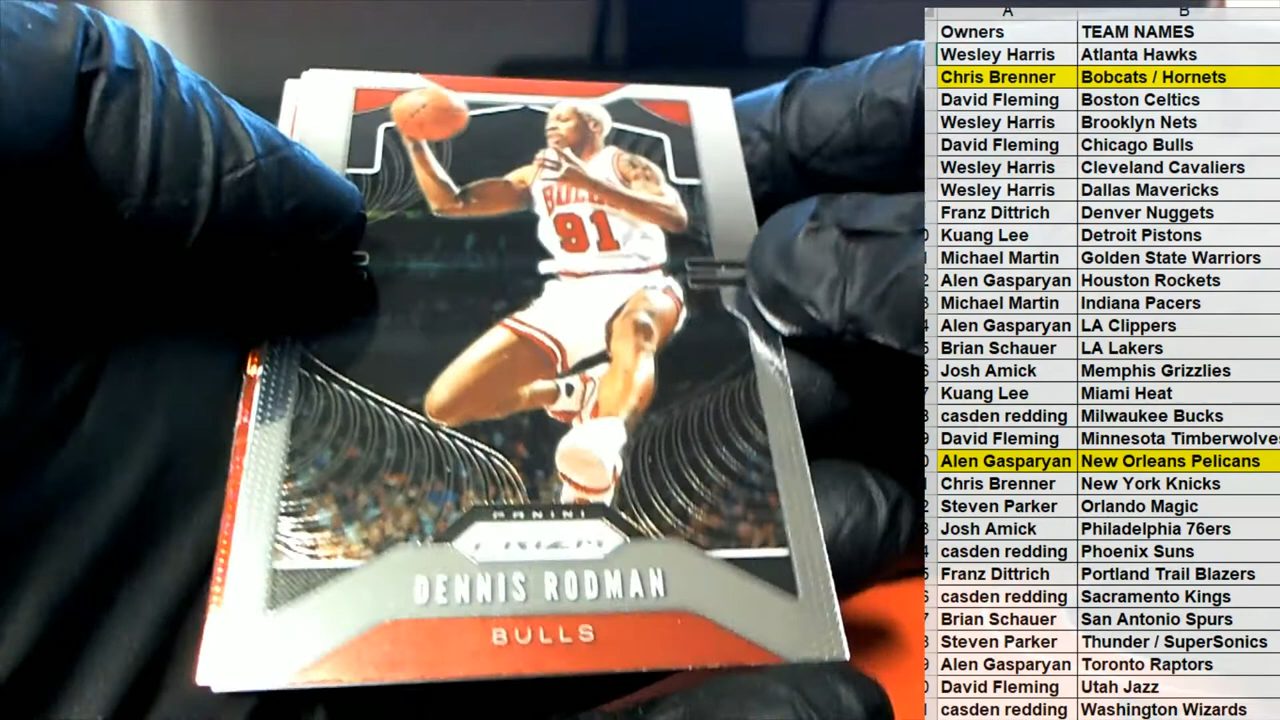 BULLS
91
PANINI
PRIZM
DENNIS RODMAN
BULLS
A B
Owners TEAM NAMES
Wesley Harris Atlanta Hawks
Chris Brenner Bobcats / Hornets
David Fleming Boston Celtics
Wesley Harris Brooklyn Nets
David Fleming Chicago Bulls
Wesley Harris Cleveland Cavaliers
Wesley Harris Dallas Mavericks
Franz Dittrich Denver Nuggets
Kuang Lee Detroit Pistons
Michael Martin Golden State Warriors
Alen Gasparyan Houston Rockets
Michael Martin Indiana Pacers
Alen Gasparyan LA Clippers
Brian Schauer LA Lakers
Josh Amick Memphis Grizzlies
Kuang Lee Miami Heat
casden redding Milwaukee Bucks
David Fleming Minnesota Timberwolve
Alen Gasparyan New Orleans Pelicans
Chris Brenner New York Knicks
Steven Parker Orlando Magic
Josh Amick Philadelphia 76ers
casden redding Phoenix Suns
Franz Dittrich Portland Trail Blazers
casden redding Sacramento Kings
Brian Schauer San Antonio Spurs
Steven Parker Thunder / SuperSonics
Alen Gasparyan Toronto Raptors
David Fleming Utah Jazz
casden redding Washington Wizards